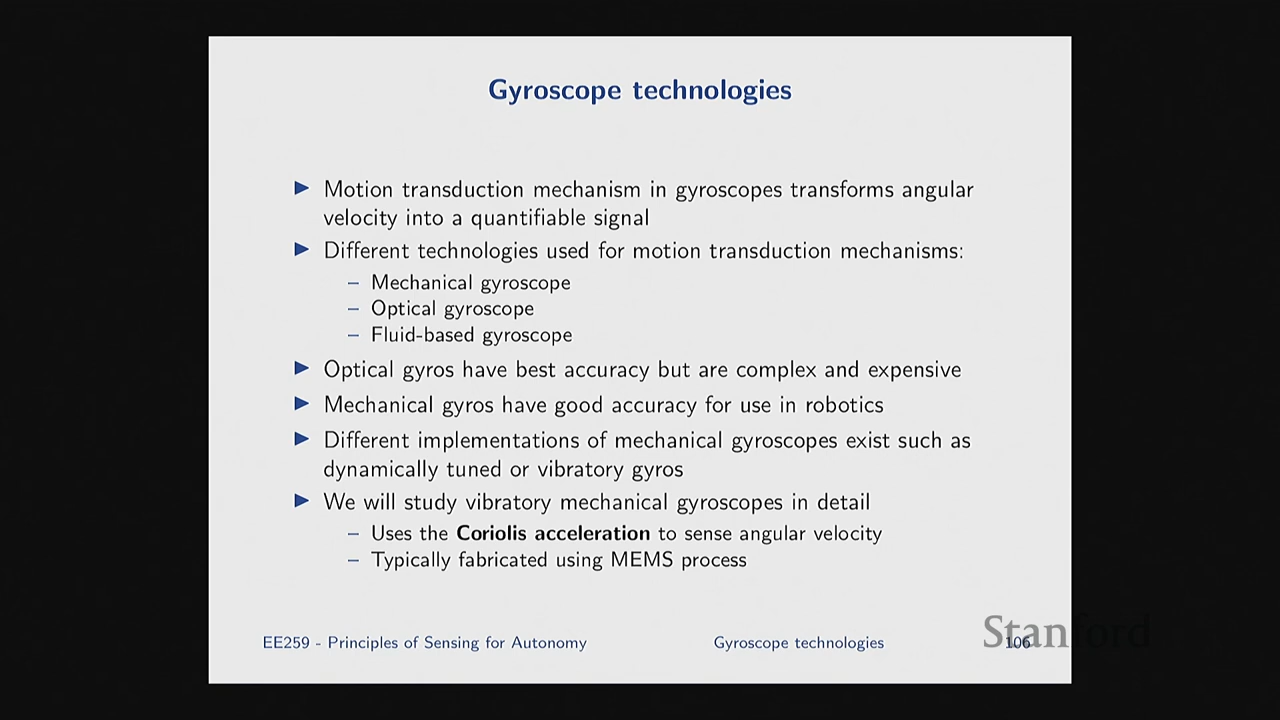 Gyroscope technologies
Motion transduction mechanism in gyroscopes transforms angular
velocity into a quantifiable signal
Different technologies used for motion transduction mechanisms:
– Mechanical gyroscope
– Optical gyroscope
– Fluid-based gyroscope
Optical gyros have best accuracy but are complex and expensive
Mechanical gyros have good accuracy for use in robotics
Different implementations of mechanical gyroscopes exist such as
dynamically tuned or vibratory gyros
We will study vibratory mechanical gyroscopes in detail
– Uses the Coriolis acceleration to sense angular velocity
– Typically fabricated using MEMS process
EE259 - Principles of Sensing for Autonomy Gyroscope technologies 106
Stanford